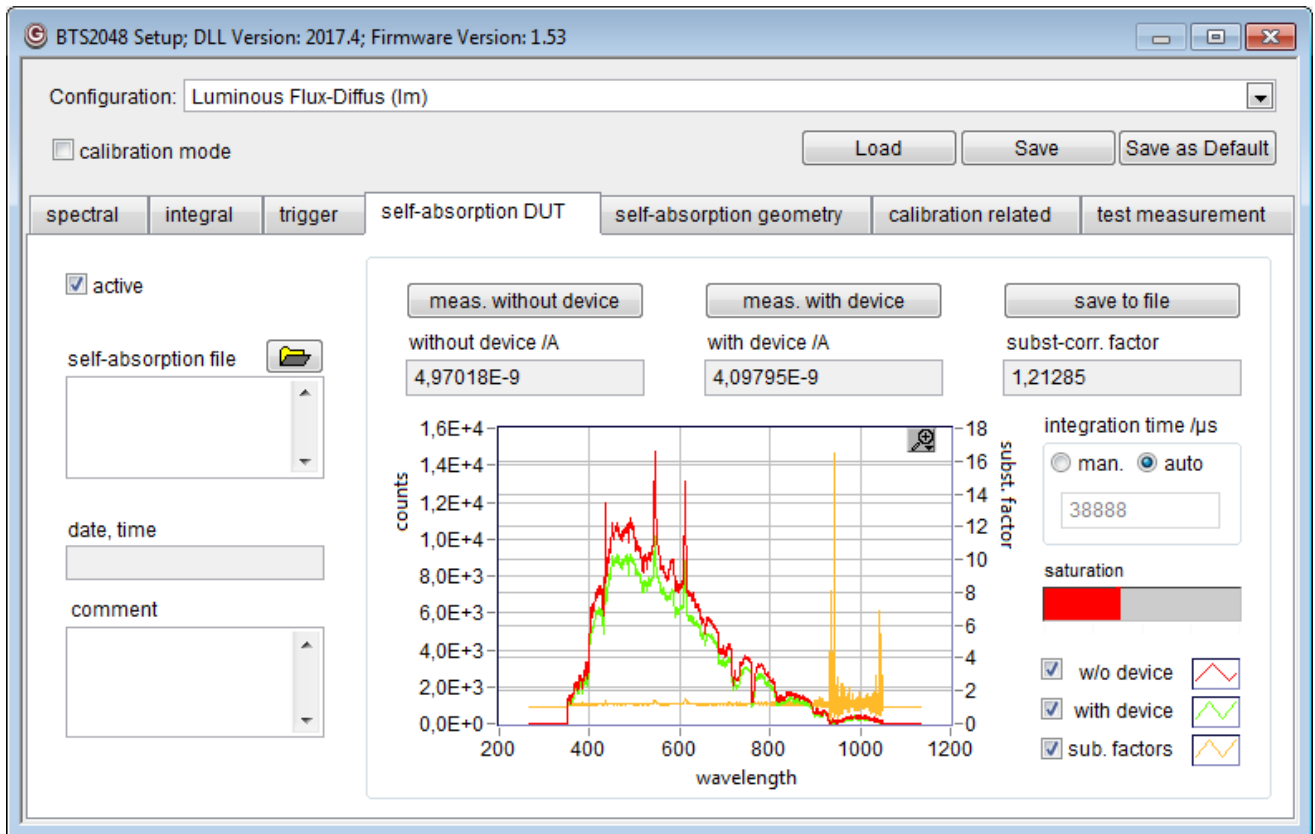 BTS2048 Setup; DLL Version: 2017.4; Firmware Version: 1.53
Configuration: Luminous Flux-Diffus (lm)
calibration mode
Load Save Save as Default
spectral integral trigger self-absorption DUT self-absorption geometry calibration related test measurement
active
meas. without device meas. with device save to file
self-absorption file
without device /A with device /A subst-corr. factor
4,97018E-9 4,09795E-9 1,21285
date, time
comment
counts
1,6E+4
1,4E+4
1,2E+4
1,0E+4
8,0E+3
6,0E+3
4,0E+3
2,0E+3
0,0E+0
200 400 600 800 1000 1200
wavelength
18
16
14
12
10
8
6
4
2
0
subst. factor
integration time /µs
man. auto
38888
saturation
w/o device
with device
sub. factors